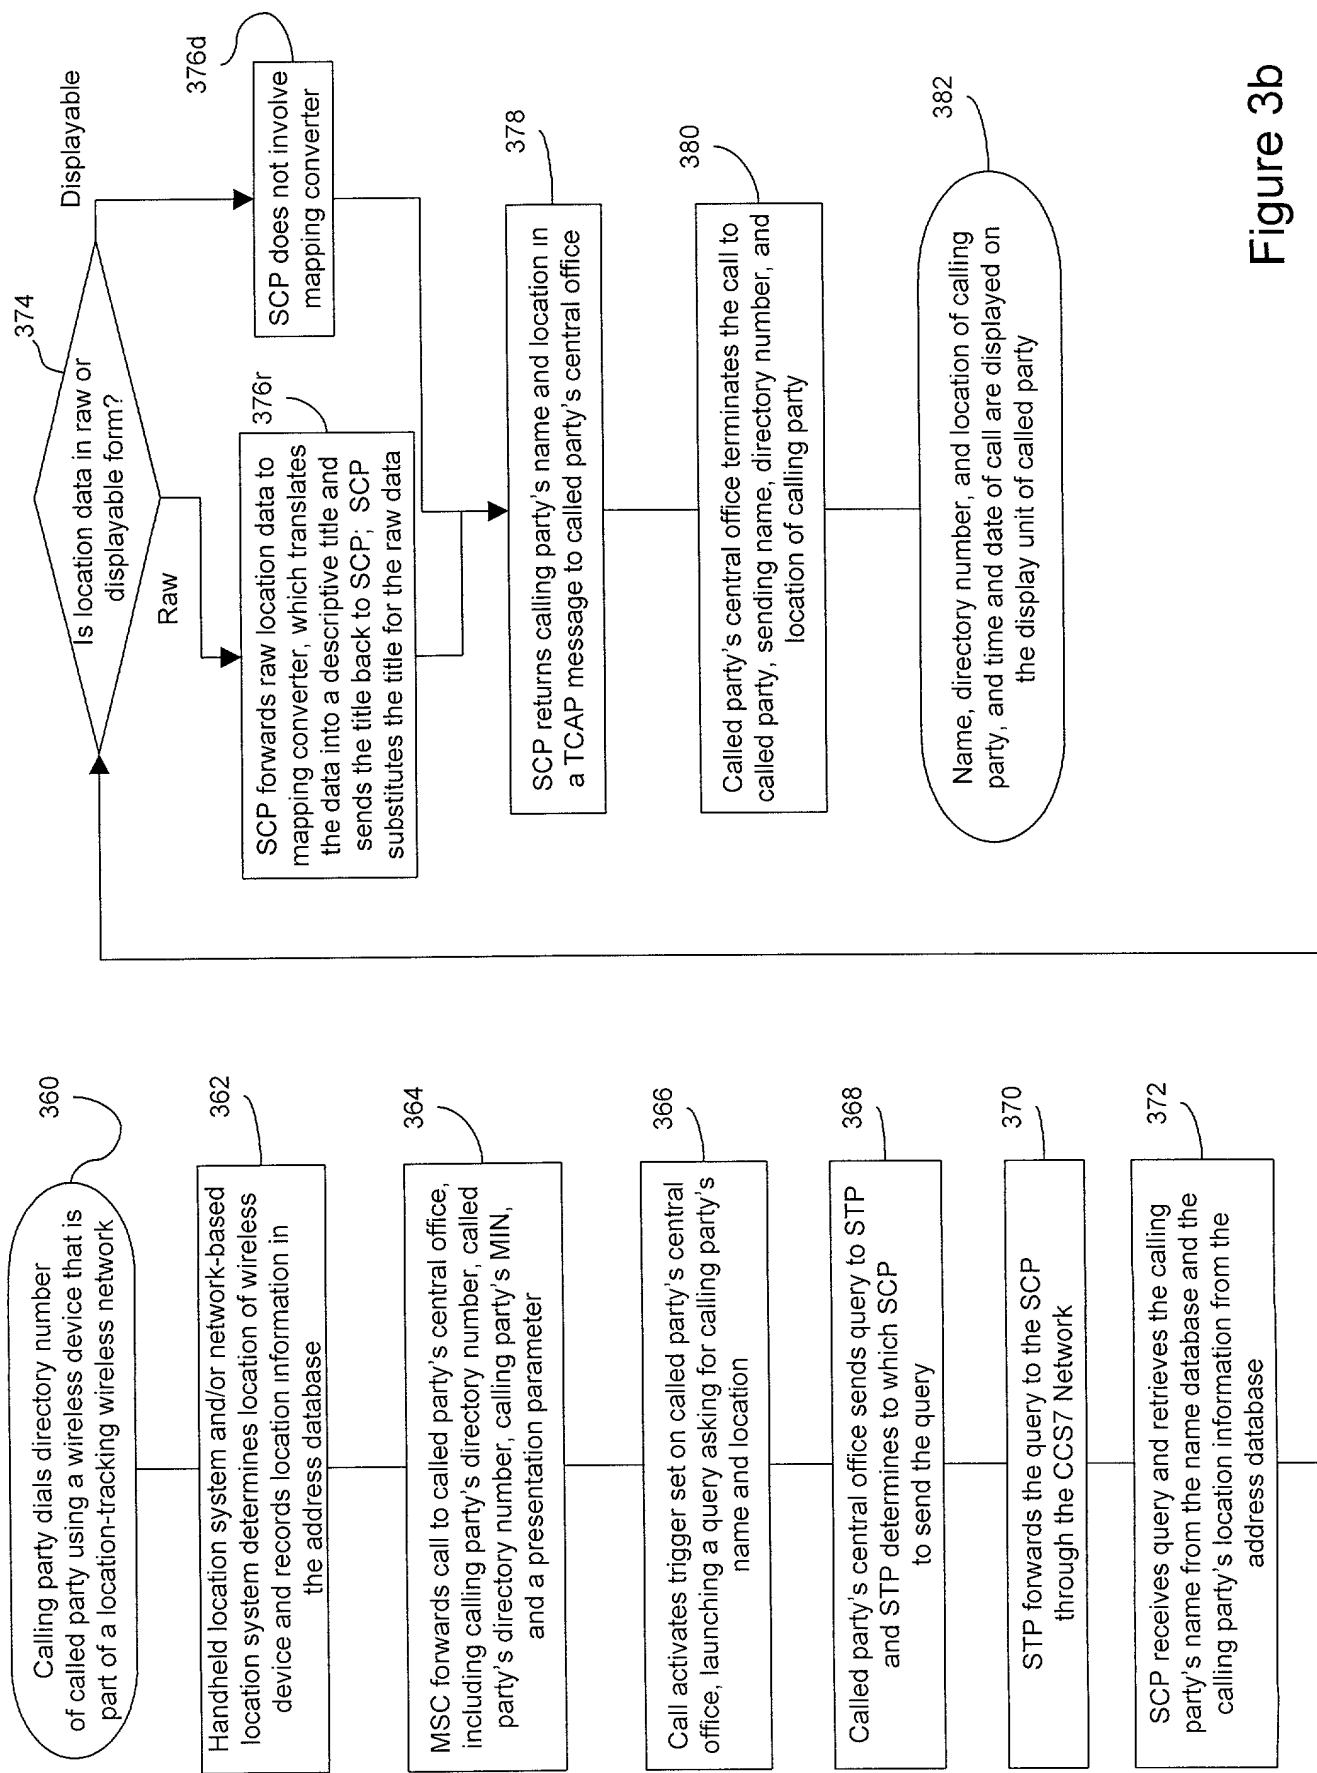 Calling party dials directory number
of called party using a wireless device that is
part of a location-tracking wireless network
360
Handheld location system and/or network-based
location system determines location of wireless
device and records location information in
the address database
362
MSC forwards call to called party's central office,
including calling party's directory number, called
party's directory number, calling party's MIN,
and a presentation parameter
364
Call activates trigger set on called party's central
office, launching a query asking for calling party's
name and location
366
Called party's central office sends query to STP
and STP determines to which SCP
to send the query
368
STP forwards the query to the SCP
through the CCS7 Network
370
SCP receives query and retrieves the calling
party's name from the name database and the
calling party's location information from the
address database
372
Is location data in raw or
displayable form?
374
Raw
Displayable
SCP forwards raw location data to
mapping converter, which translates
the data into a descriptive title and
sends the title back to SCP; SCP
substitutes the title for the raw data
376r
SCP does not involve
mapping converter
376d
SCP returns calling party's name and location in
a TCAP message to called party's central office
378
Called party's central office terminates the call to
called party, sending name, directory number, and
location of calling party
380
Name, directory number, and location of calling
party, and time and date of call are displayed on
the display unit of called party
382
Figure 3b